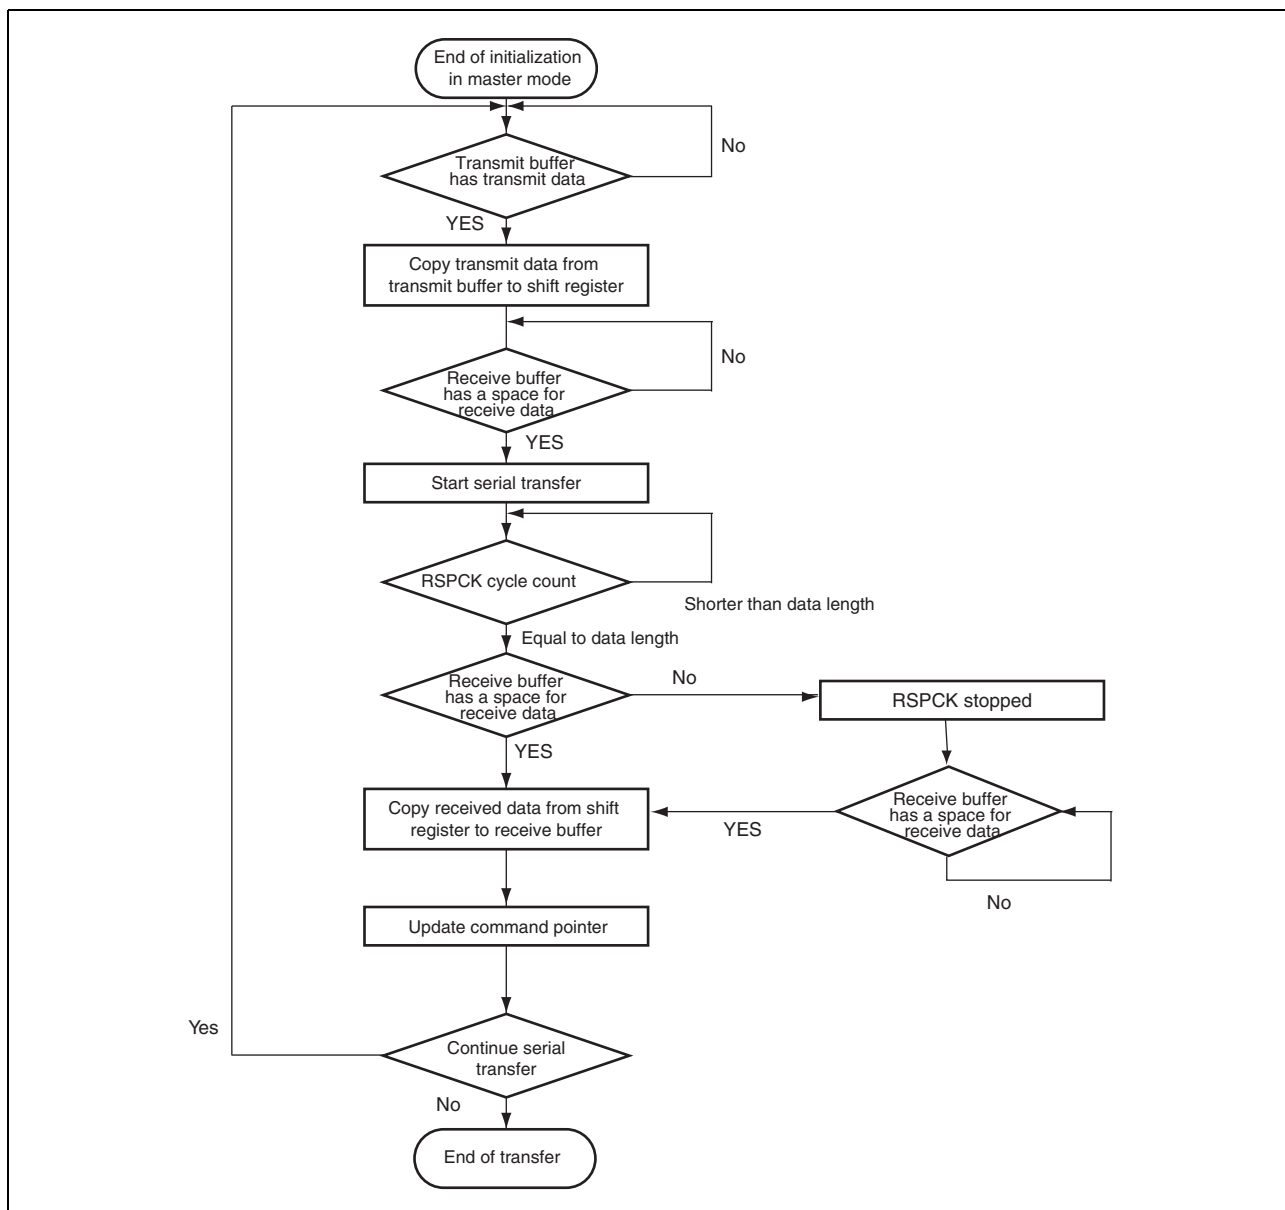 End of initialization
in master mode
No
Transmit buffer
has transmit data
YES
Copy transmit data from
transmit buffer to shift register
No
Receive buffer
has a space for
receive data
YES
Start serial transfer
RSPCK cycle count
Shorter than data length
Equal to data length
Receive buffer
has a space for
receive data
No
RSPCK stopped
YES
Copy received data from shift
register to receive buffer
YES
Receive buffer
has a space for
receive data
No
Update command pointer
Yes
Continue serial
transfer
No
End of transfer